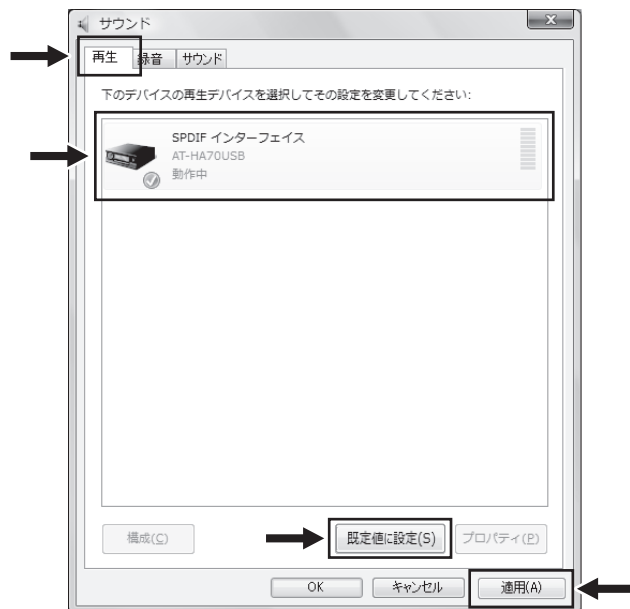 サウンド
再生 録音 サウンド
下のデバイスの再生デバイスを選択してその設定を変更してください:
SPDIF インターフェイス
AT-HA70USB
動作中
構成(C) 既定値に設定(S) プロパティ(P)
OK キャンセル 適用(A)